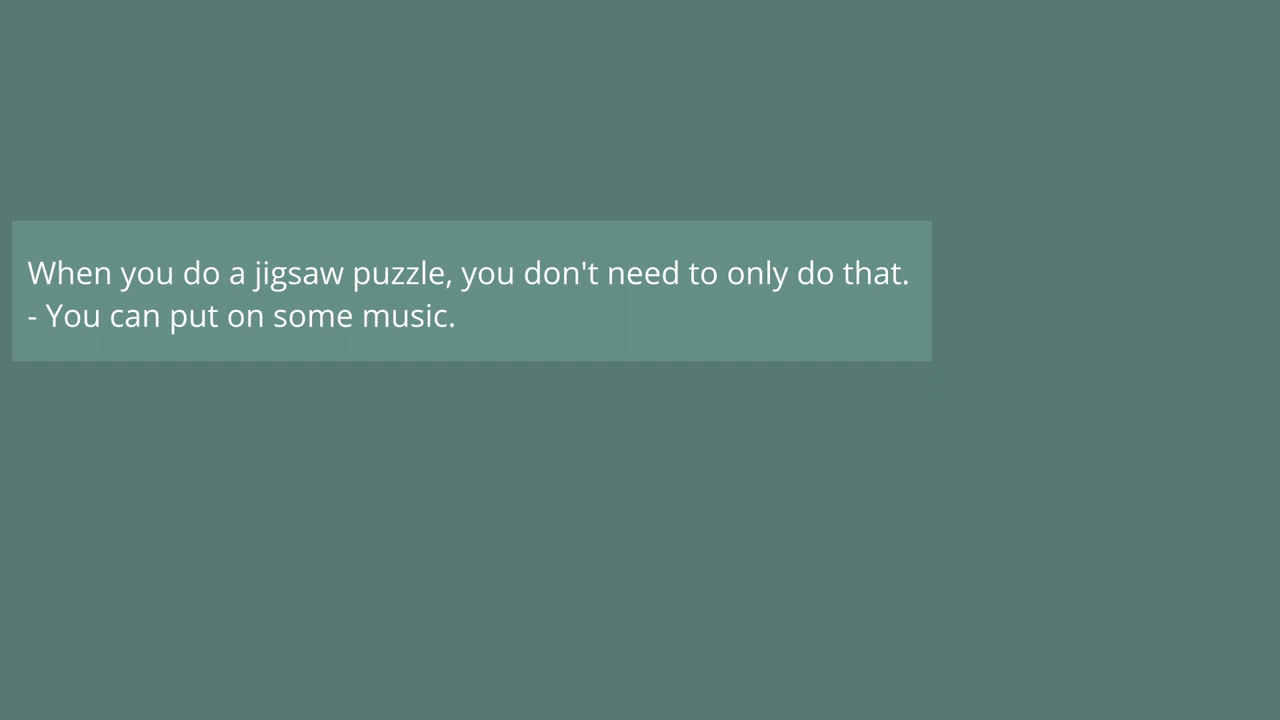 When you do a jigsaw puzzle, you don't need to only do that.
- You can put on some music.